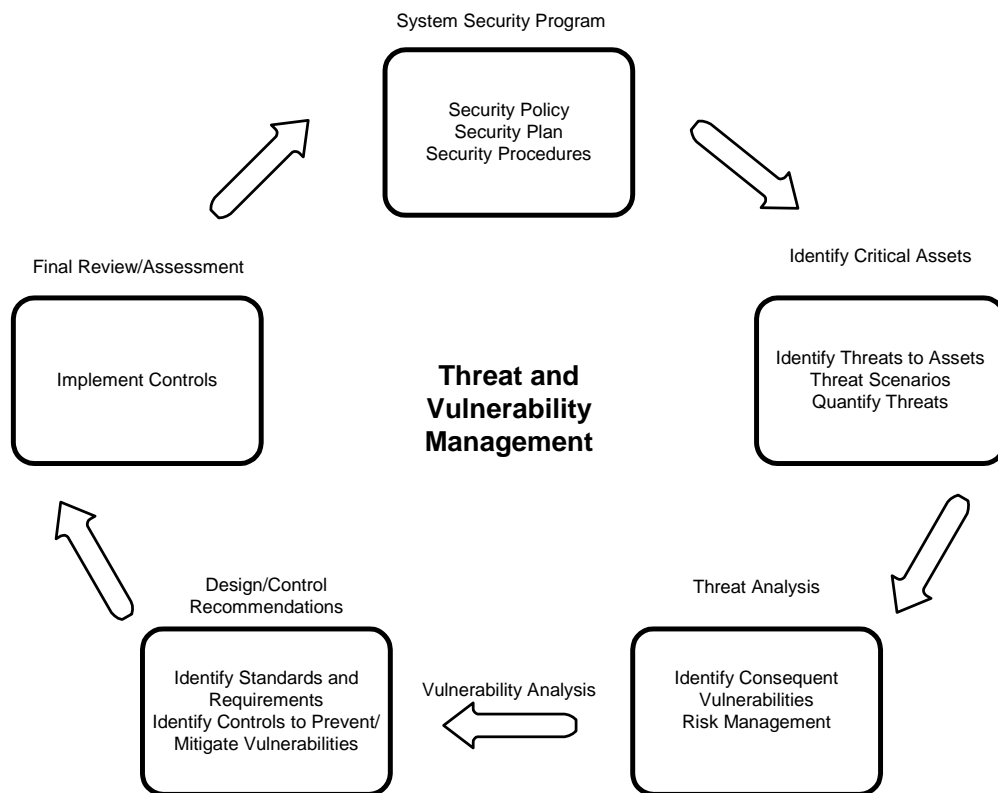 System Security Program
Security Policy
Security Plan
Security Procedures
Identify Critical Assets
Identify Threats to Assets
Threat Scenarios
Quantify Threats
Threat Analysis
Identify Consequent
Vulnerabilities
Risk Management
Vulnerability Analysis
Design/Control
Recommendations
Identify Standards and
Requirements
Identify Controls to Prevent/
Mitigate Vulnerabilities
Final Review/Assessment
Implement Controls
Threat and
Vulnerability
Management